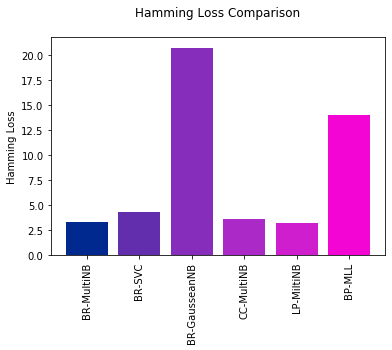 Hamming Loss Comparison
Hamming Loss
20.0
17.5
15.0
12.5
10.0
7.5
5.0
2.5
0.0
BR-MultiNB
BR-SVC
BR-GausseanNB
CC-MultiNB
LP-MiltiNB
BP-MLL